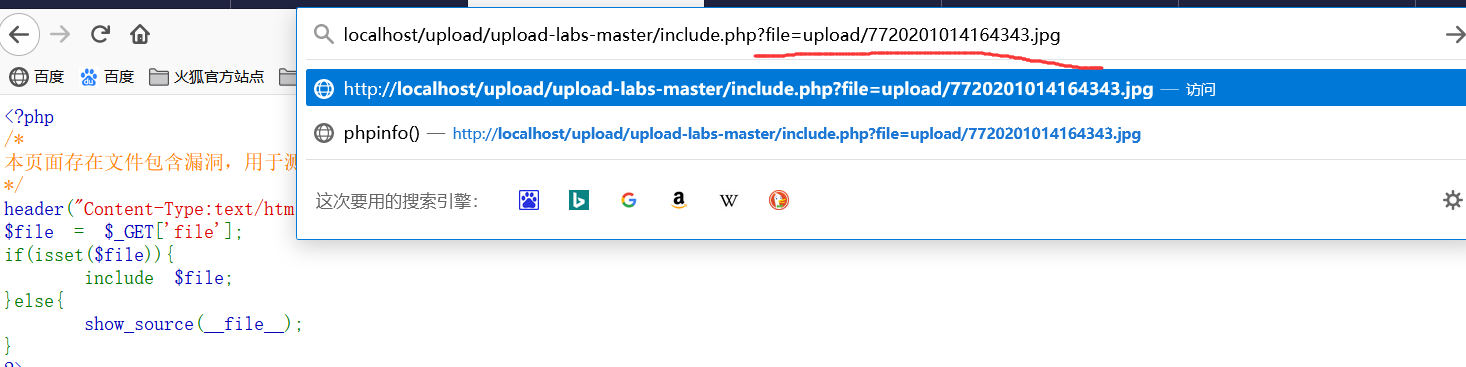 localhost/upload/upload-labs-master/include.php?file=upload/7720201014164343.jpg
百度
百度
火狐官方站点
http://localhost/upload/upload-labs-master/include.php?file=upload/7720201014164343.jpg — 访问
phpinfo() — http://localhost/upload/upload-labs-master/include.php?file=upload/7720201014164343.jpg
这次要用的搜索引擎：
<?php
/*
本页面存在文件包含漏洞，用于测
*/
header("Content-Type:text/htm
$file = $_GET['file'];
if(isset($file)){
include $file;
}else{
show_source(__file__);
}
?>